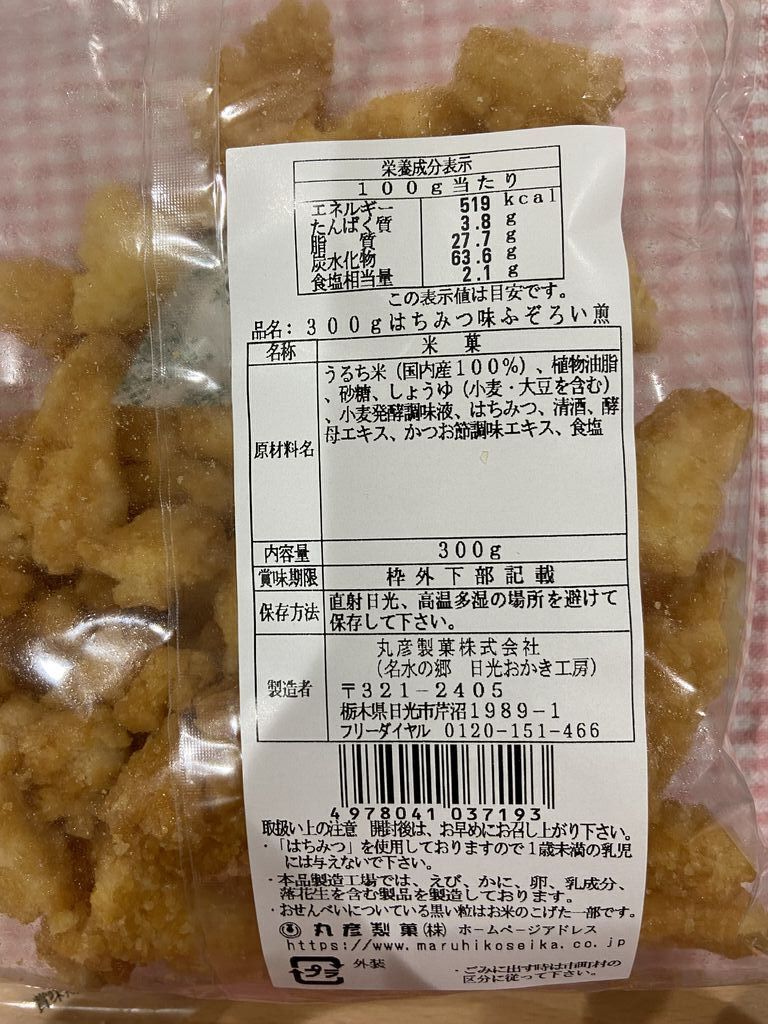 栄養成分表示
100g当たり
エネルギー 519 kcal
たんぱく質 3.8 g
脂質 27.7 g
炭水化物 63.6 g
食塩相当量 2.1 g
この表示値は目安です。
品名：300gはちみつ味ふぞろい煎
名称 米菓
原材料名 うるち米（国内産100%）、植物油脂
、砂糖、しょうゆ（小麦・大豆を含む）
、小麦発酵調味液、はちみつ、清酒、酵
母エキス、かつお節調味エキス、食塩
内容量 300g
賞味期限 枠外下部記載
保存方法 直射日光、高温多湿の場所を避けて
保存して下さい。
製造者 丸彦製菓株式会社
（名水の郷 日光おかき工房）
〒321-2405
栃木県日光市芹沼1989-1
フリーダイヤル 0120-151-466
4 978041 037193
取扱い上の注意 開封後は、お早めにお召し上がり下さい。
・「はちみつ」を使用しておりますので1歳未満の乳児
には与えないで下さい。
・本品製造工場では、えび、かに、卵、乳成分、
落花生を含む製品を製造しております。
・おせんべいについている黒い粒はお米のこげた一部です。
丸彦製菓(株) ホームページアドレス
https://www.maruhikoseika.co.jp
プラ 外装
・ごみに出す時は市町村の
区分に従って下さい。